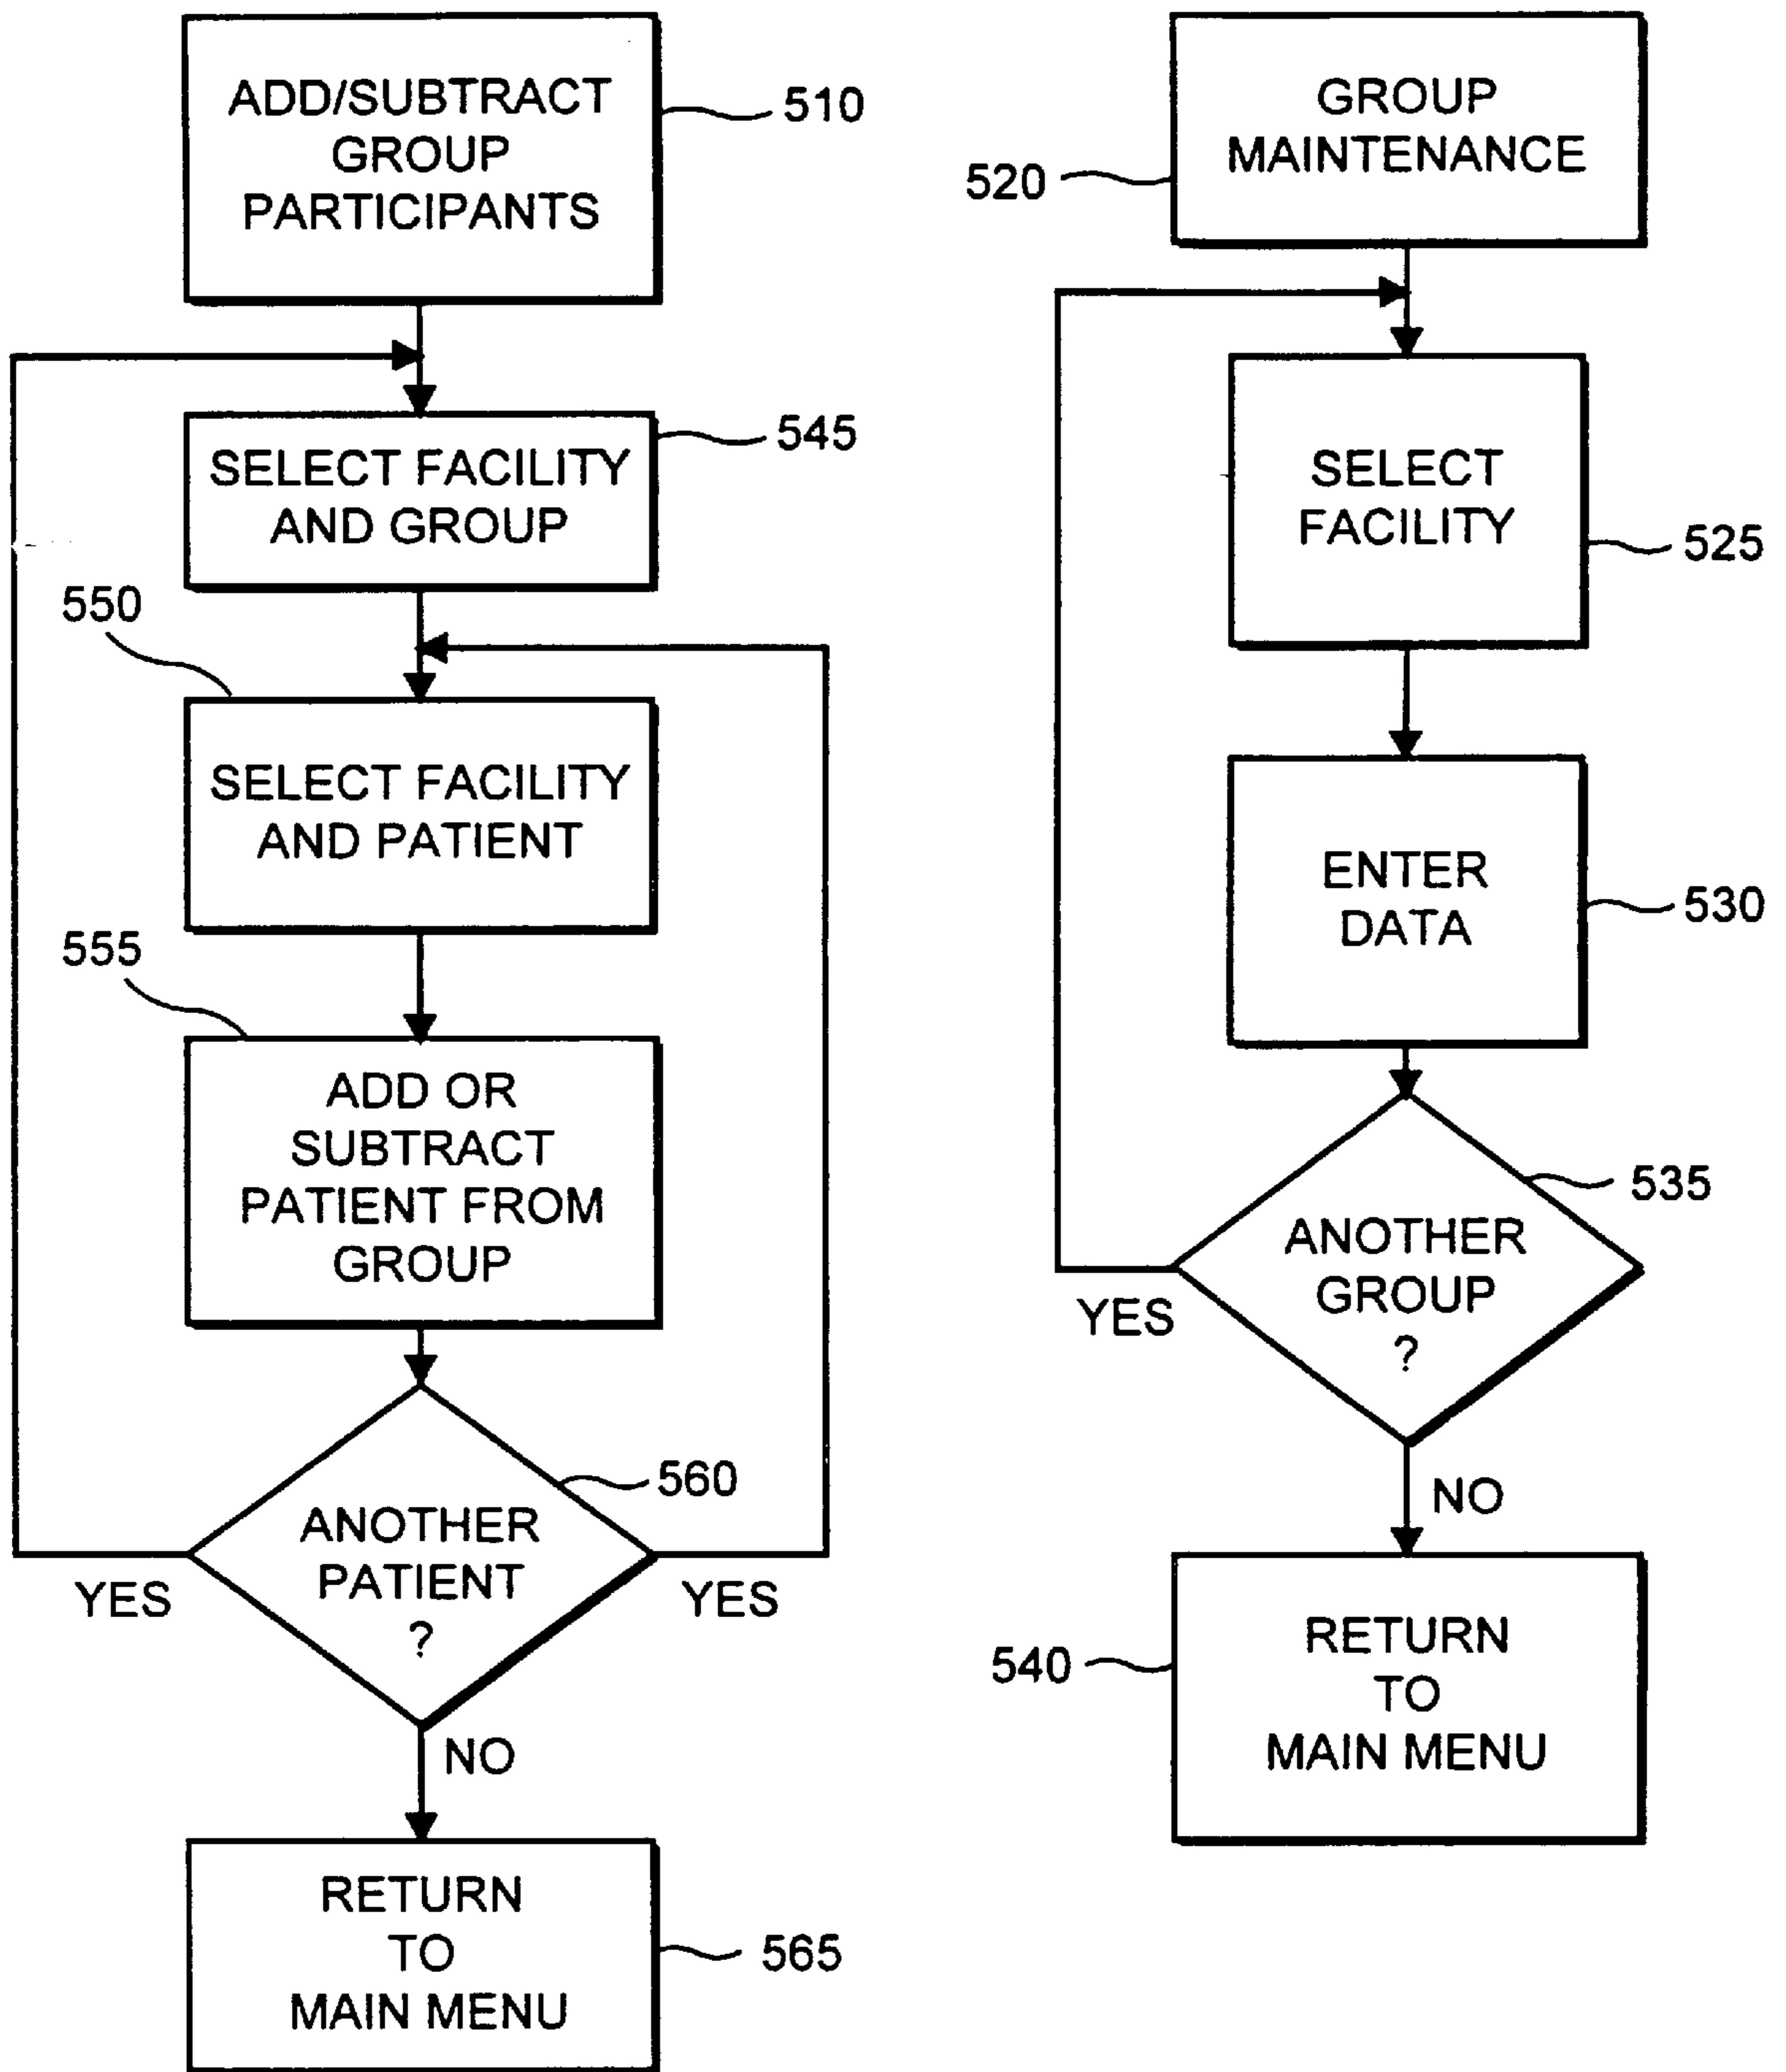 ADD/SUBTRACT
GROUP
PARTICIPANTS
510
SELECT FACILITY
AND GROUP
545
550
SELECT FACILITY
AND PATIENT
555
ADD OR
SUBTRACT
PATIENT FROM
GROUP
560
ANOTHER
PATIENT
?
YES
YES
NO
RETURN
TO
MAIN MENU
565
GROUP
MAINTENANCE
520
SELECT
FACILITY
525
ENTER
DATA
530
535
ANOTHER
GROUP
?
YES
NO
RETURN
TO
MAIN MENU
540